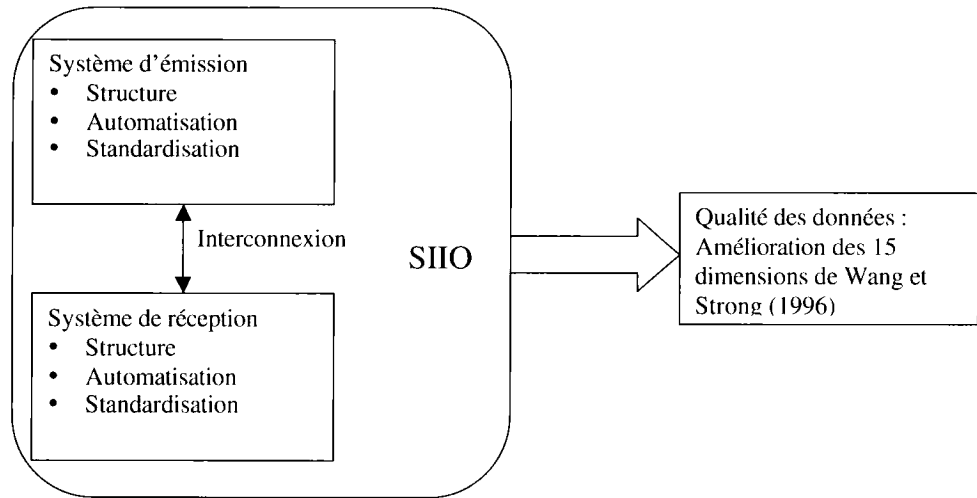 Système d'émission
• Structure
• Automatisation
• Standardisation
Interconnexion
SIIO
Système de réception
• Structure
• Automatisation
• Standardisation
Qualité des données :
Amélioration des 15
dimensions de Wang et
Strong (1996)